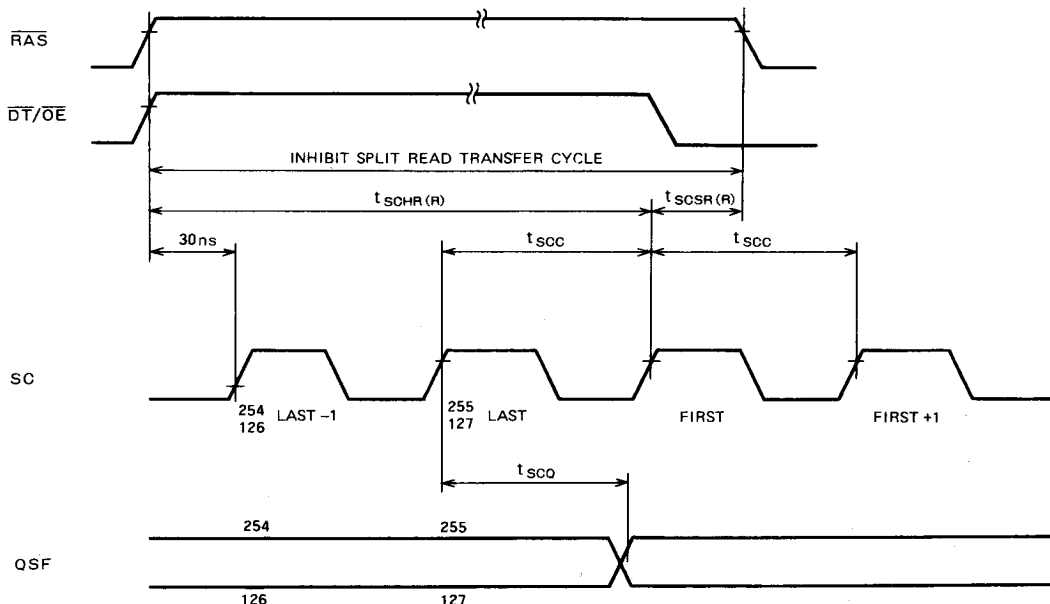 RAS
DT/OE
INHIBIT SPLIT READ TRANSFER CYCLE
tSCHR(R)
tSCSR(R)
30ns
tSCC
tSCC
SC
254
126
LAST -1
255
127
LAST
FIRST
FIRST +1
tSCQ
254
255
QSF
126
127